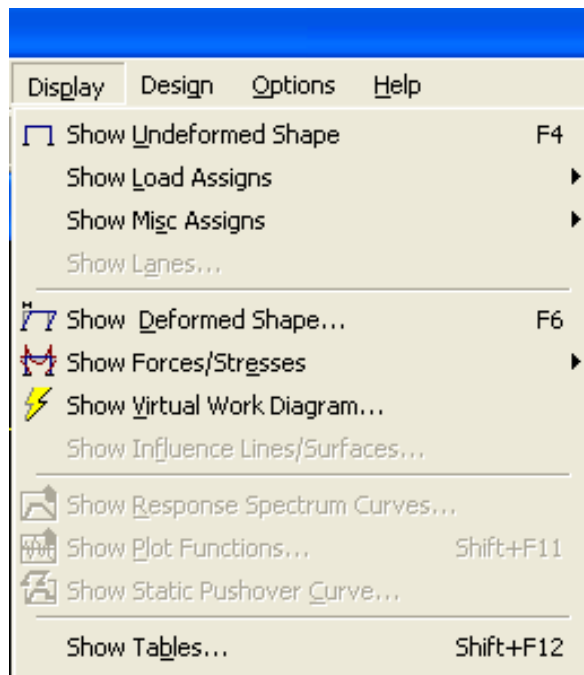 Display Design Options Help
Show Undeformed Shape F4
Show Load Assigns
Show Misc Assigns
Show Lanes...
Show Deformed Shape... F6
Show Forces/Stresses
Show Virtual Work Diagram...
Show Influence Lines/Surfaces...
Show Response Spectrum Curves...
Show Plot Functions... Shift+F11
Show Static Pushover Curve...
Show Tables... Shift+F12